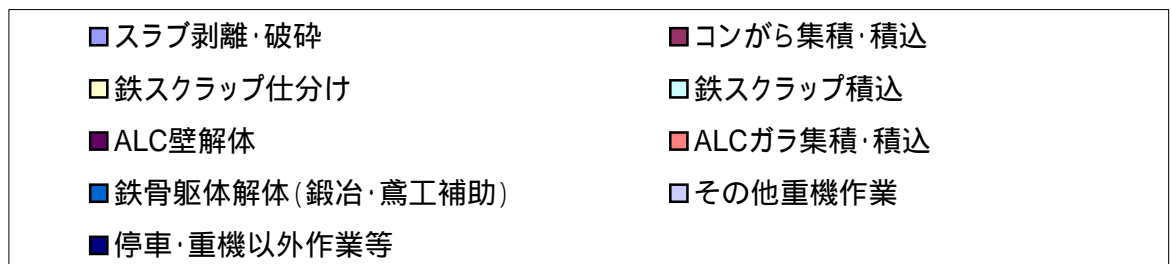 スラブ剥離･破砕 コンがら集積･積込
鉄スクラップ仕分け 鉄スクラップ積込
ALC壁解体 ALCガラ集積･積込
鉄骨躯体解体(鍛冶･鳶工補助) その他重機作業
停車･重機以外作業等